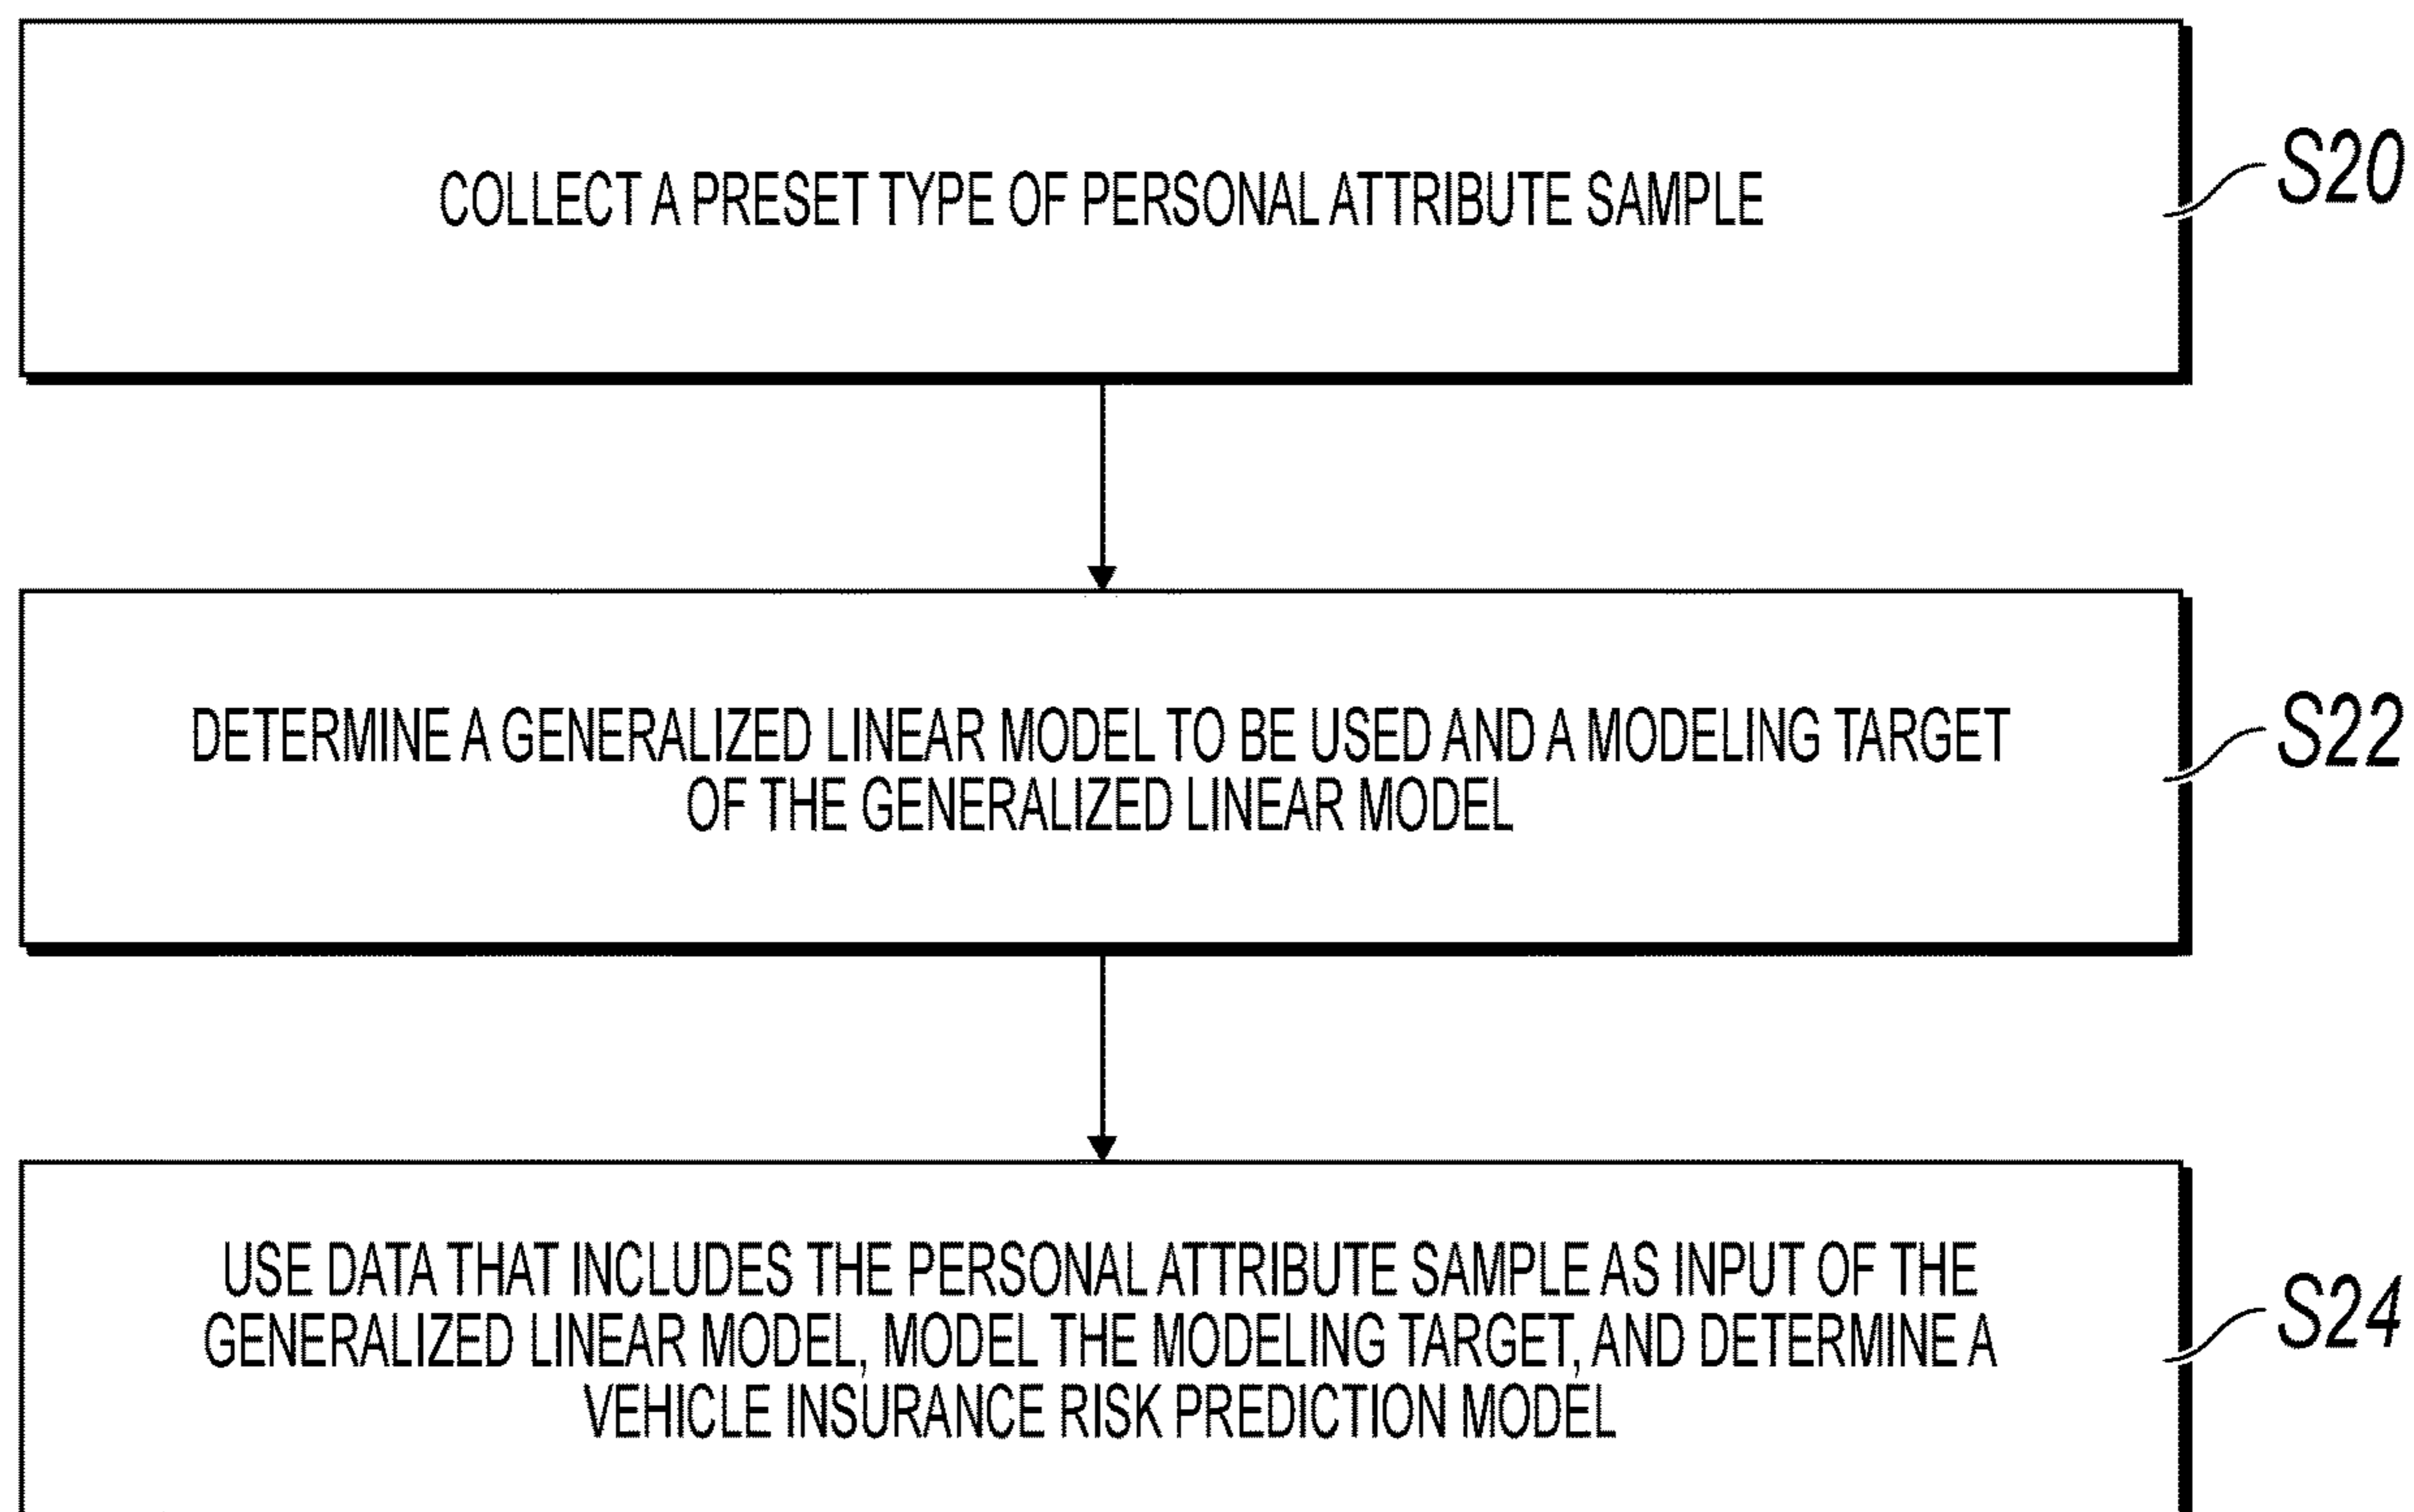 COLLECT A PRESET TYPE OF PERSONAL ATTRIBUTE SAMPLE
S20
DETERMINE A GENERALIZED LINEAR MODEL TO BE USED AND A MODELING TARGET
OF THE GENERALIZED LINEAR MODEL
S22
USE DATA THAT INCLUDES THE PERSONAL ATTRIBUTE SAMPLE AS INPUT OF THE
GENERALIZED LINEAR MODEL, MODEL THE MODELING TARGET, AND DETERMINE A
VEHICLE INSURANCE RISK PREDICTION MODEL
S24